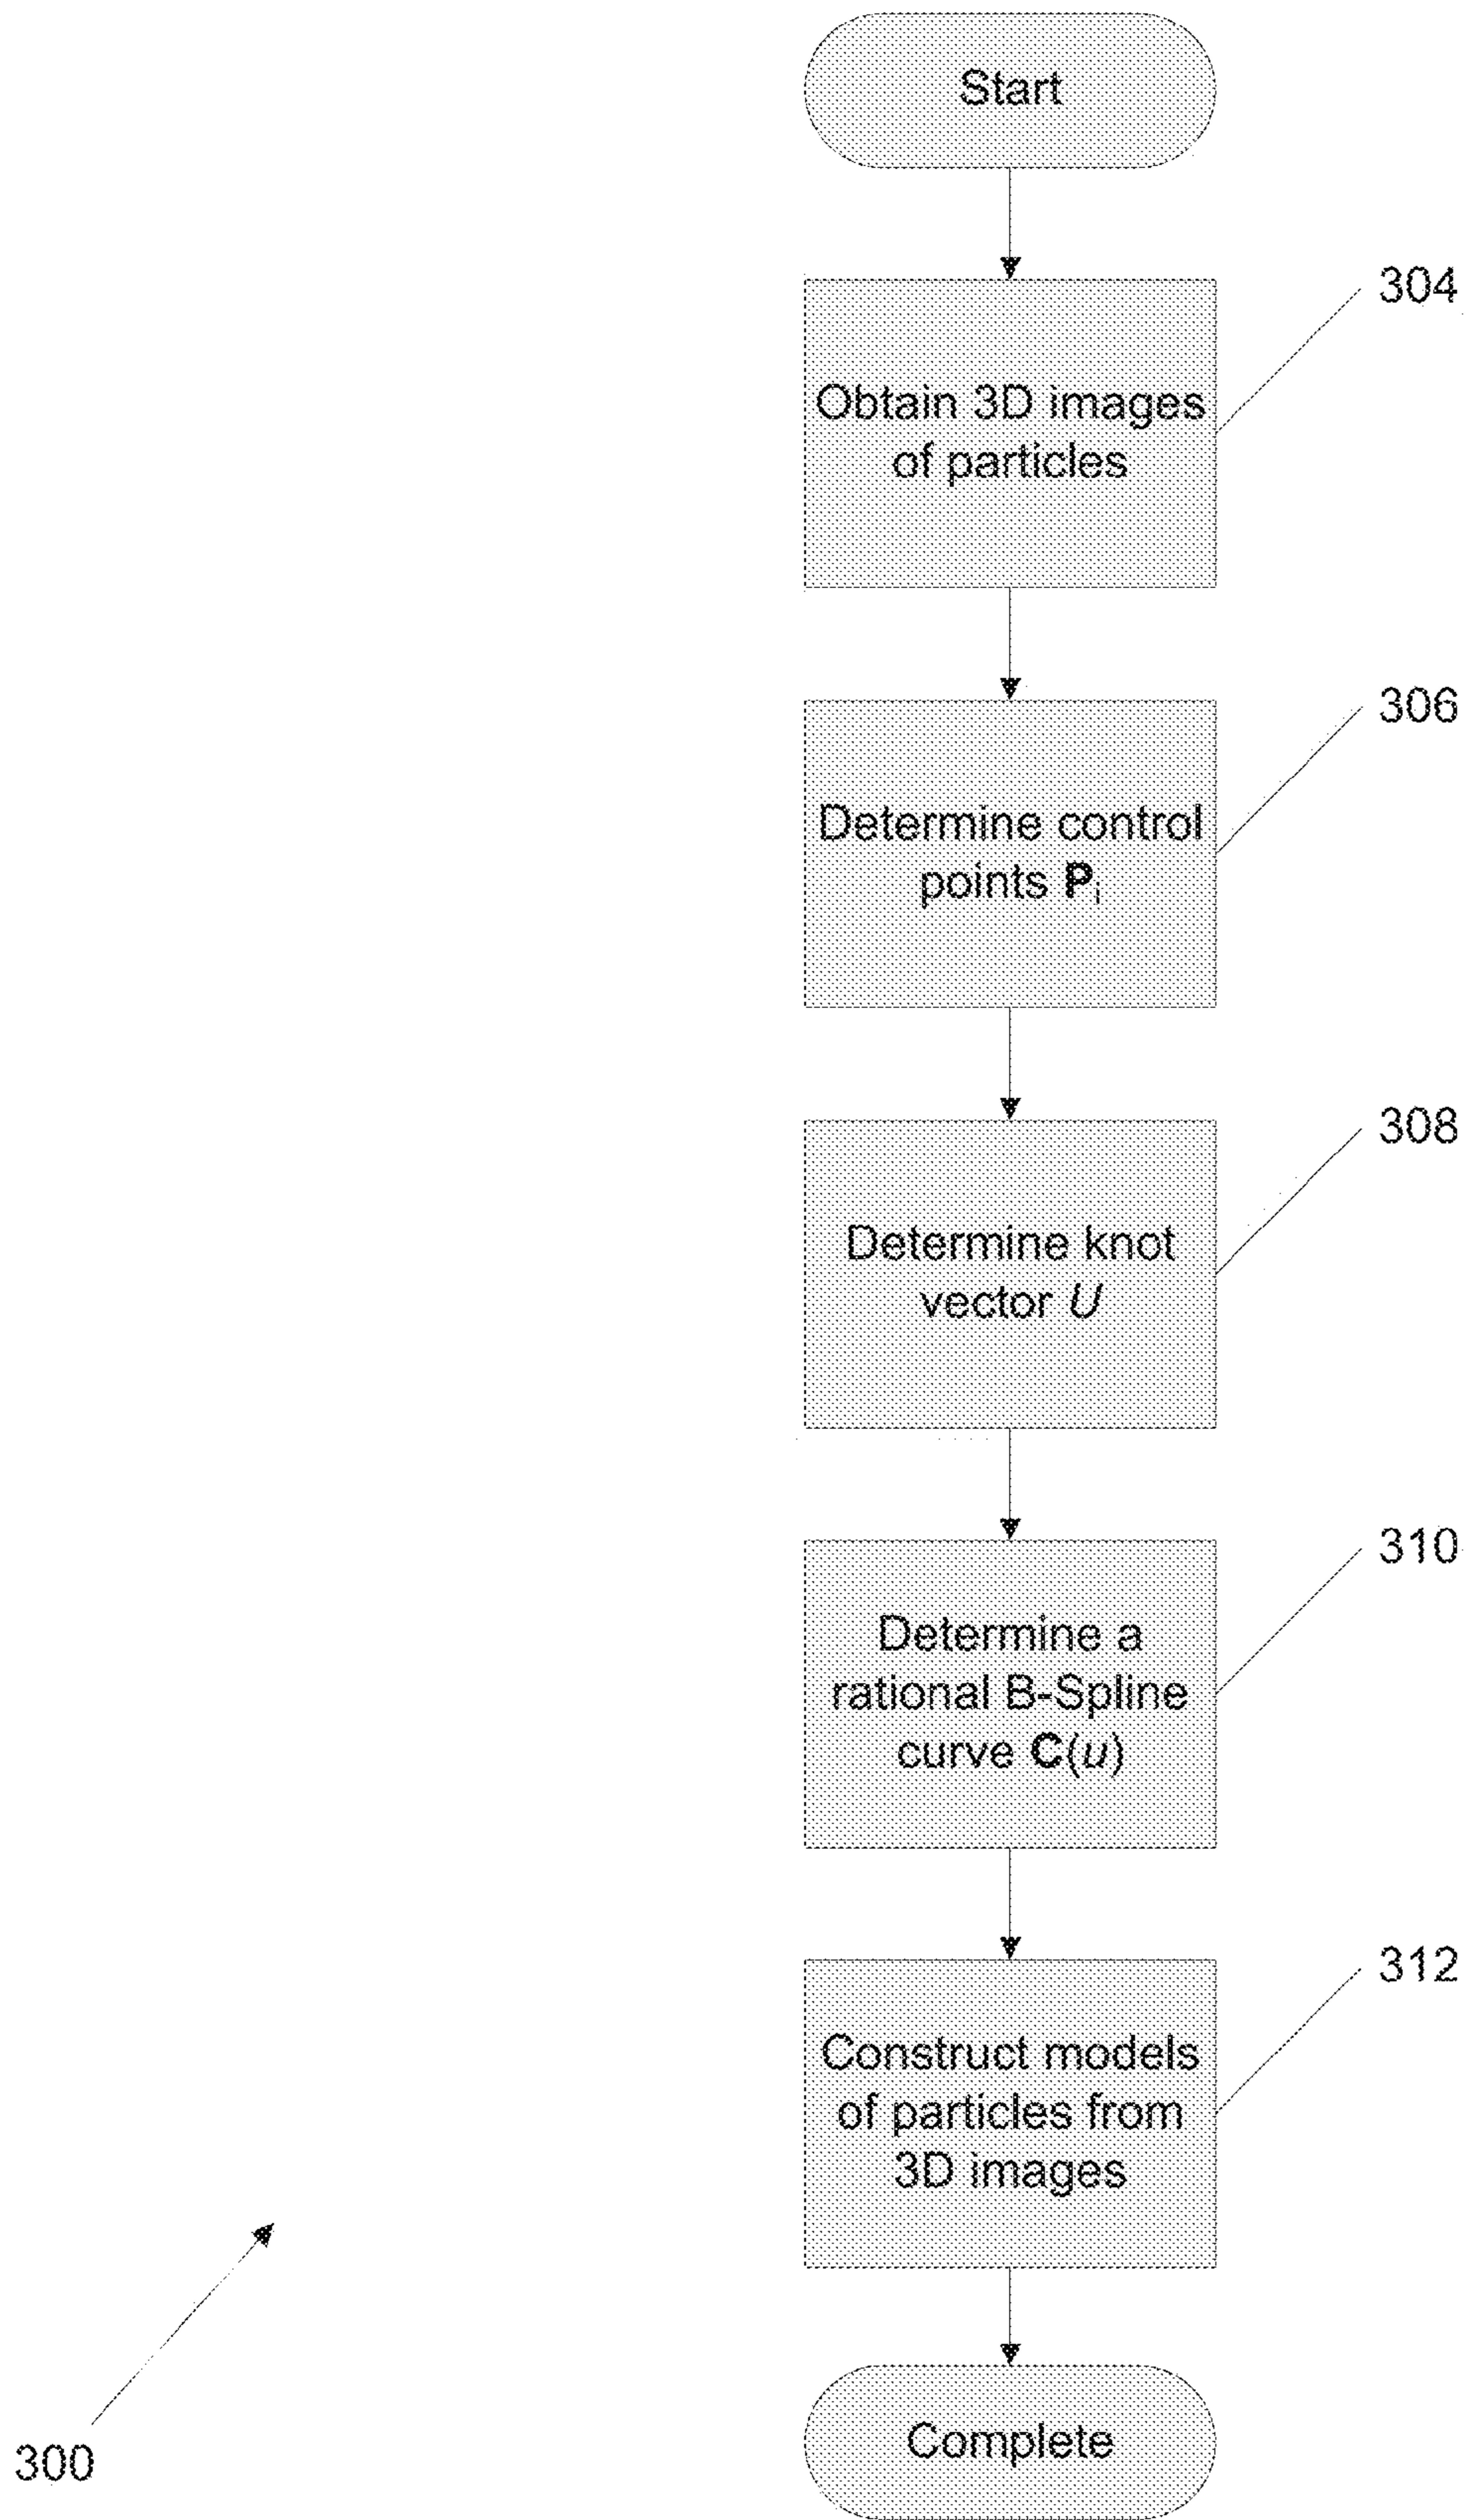 Start
304
Obtain 3D images
of particles
306
Determine control
points Pi
308
Determine knot
vector U
310
Determine a
rational B-Spline
curve C(u)
312
Construct models
of particles from
3D images
Complete
300